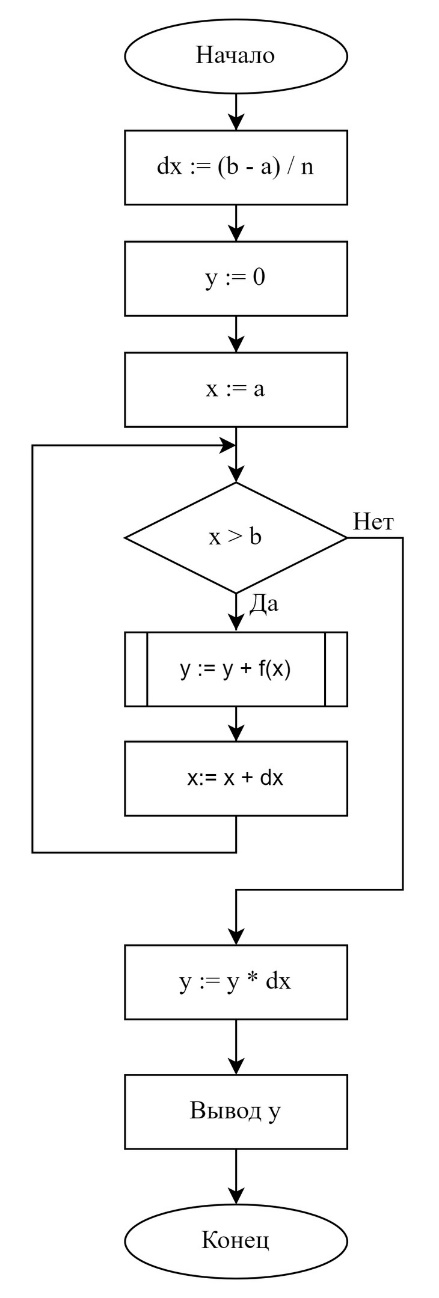 Начало
dx := (b - a) / n
y := 0
x := a
x > b
Нет
Да
y := y + f(x)
x:= x + dx
y := y * dx
Вывод y
Конец